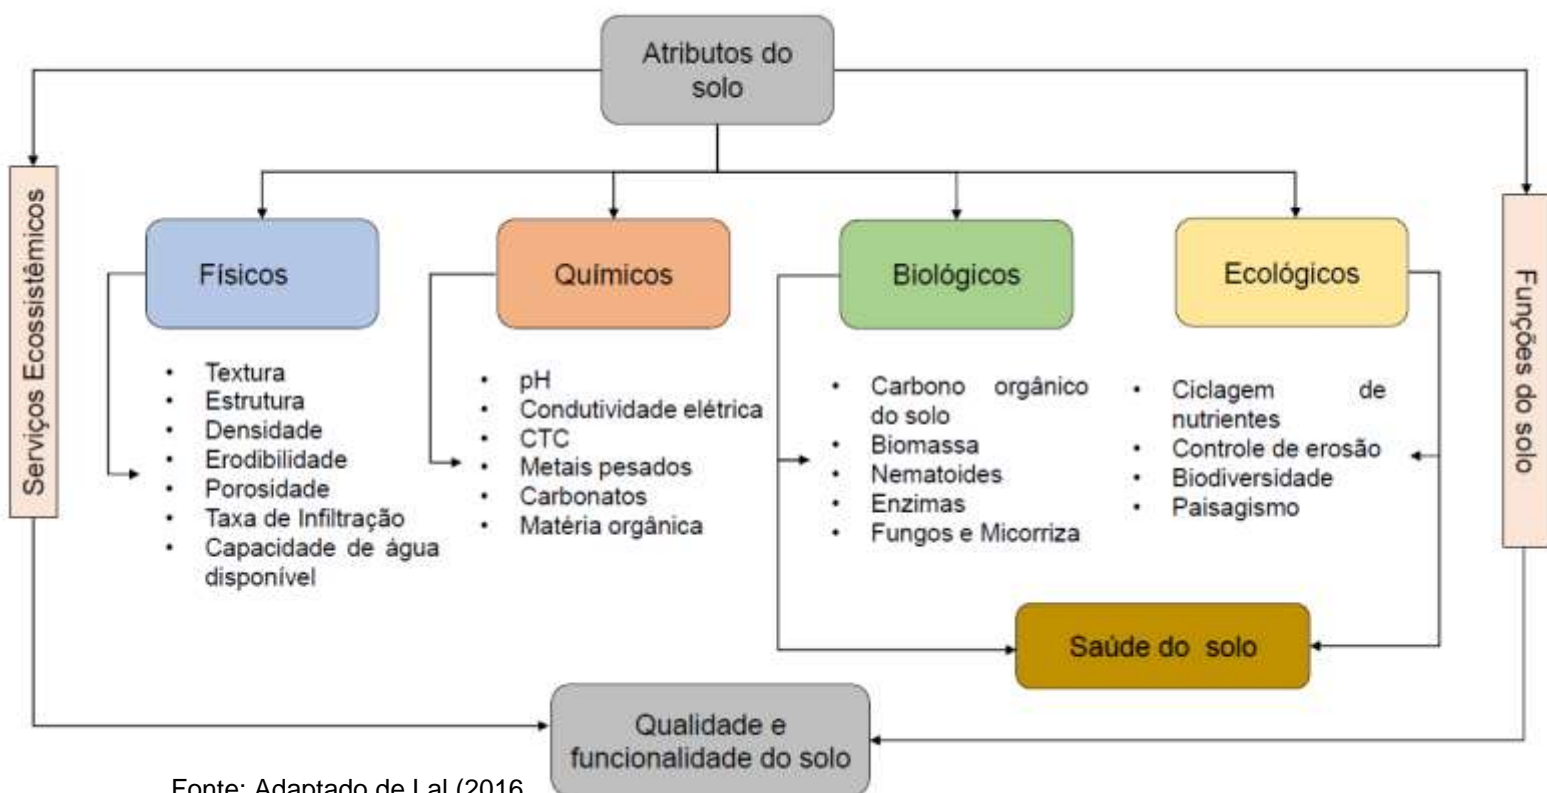 Atributos do
solo
Serviços Ecossistêmicos
Físicos
Químicos
Biológicos
Ecológicos
Funções do solo
• Textura
• Estrutura
• Densidade
• Erodibilidade
• Porosidade
• Taxa de Infiltração
• Capacidade de água
disponível
• pH
• Condutividade elétrica
• CTC
• Metais pesados
• Carbonatos
• Matéria orgânica
• Carbono orgânico
do solo
• Biomassa
• Nematoides
• Enzimas
• Fungos e Micorriza
• Ciclagem de
nutrientes
• Controle de erosão
• Biodiversidade
• Paisagismo
Saúde do solo
Qualidade e
funcionalidade do solo
Fonte: Adaptado de Lal (2016